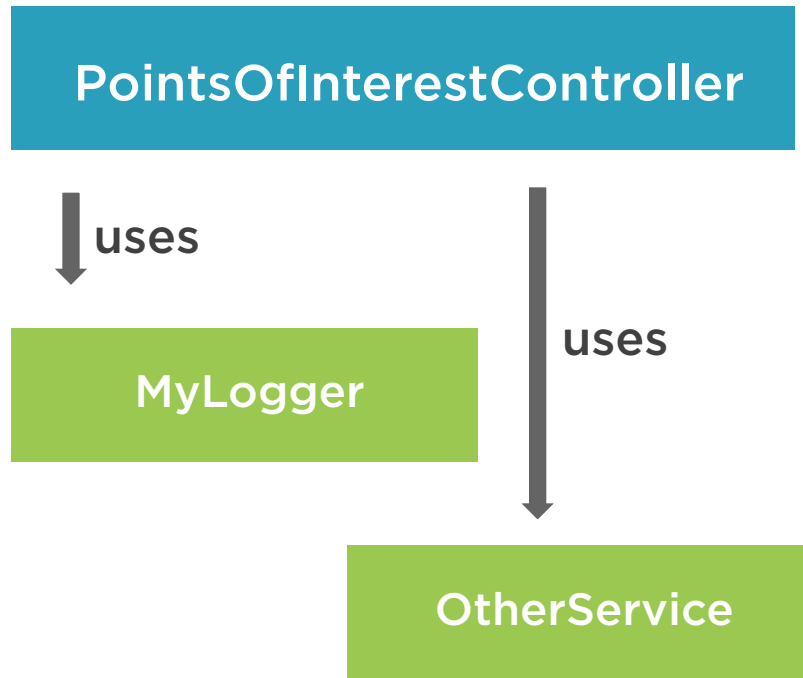 PointsOfInterestController
uses
MyLogger
uses
OtherService